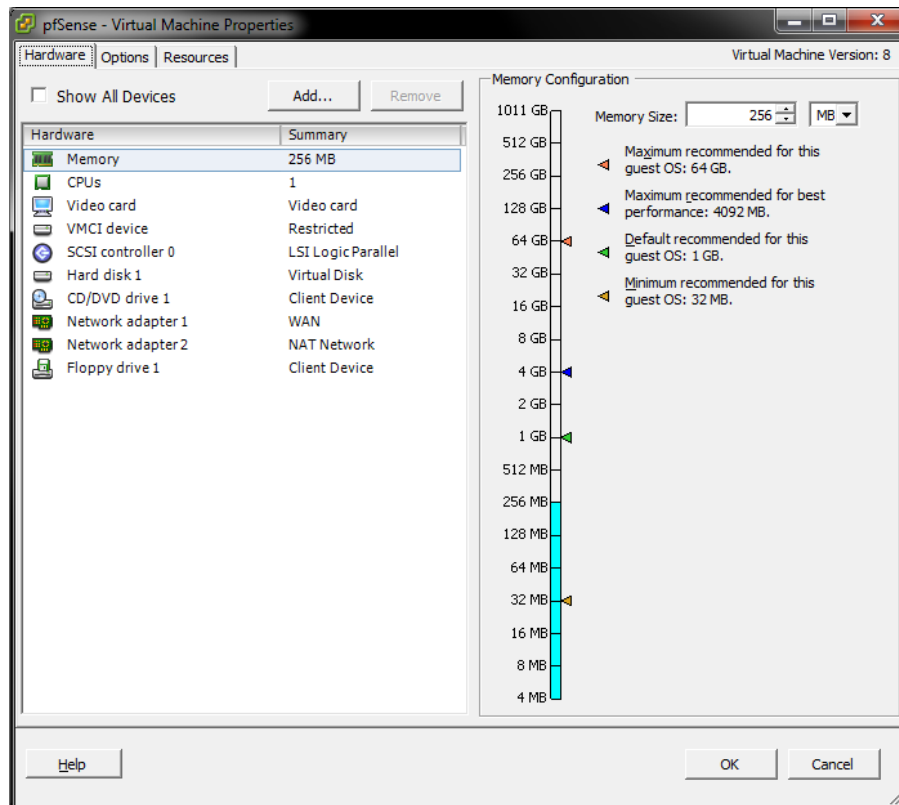 pfSense - Virtual Machine Properties
Hardware Options Resources
Virtual Machine Version: 8
Show All Devices
Add...
Remove
Hardware Summary
Memory 256 MB
CPUs 1
Video card Video card
VMCI device Restricted
SCSI controller 0 LSI Logic Parallel
Hard disk 1 Virtual Disk
CD/DVD drive 1 Client Device
Network adapter 1 WAN
Network adapter 2 NAT Network
Floppy drive 1 Client Device
Memory Configuration
1011 GB
512 GB
256 GB
128 GB
64 GB
32 GB
16 GB
8 GB
4 GB
2 GB
1 GB
512 MB
256 MB
128 MB
64 MB
32 MB
16 MB
8 MB
4 MB
Memory Size: 256 MB
Maximum recommended for this
guest OS: 64 GB.
Maximum recommended for best
performance: 4092 MB.
Default recommended for this
guest OS: 1 GB.
Minimum recommended for this
guest OS: 32 MB.
Help
OK
Cancel